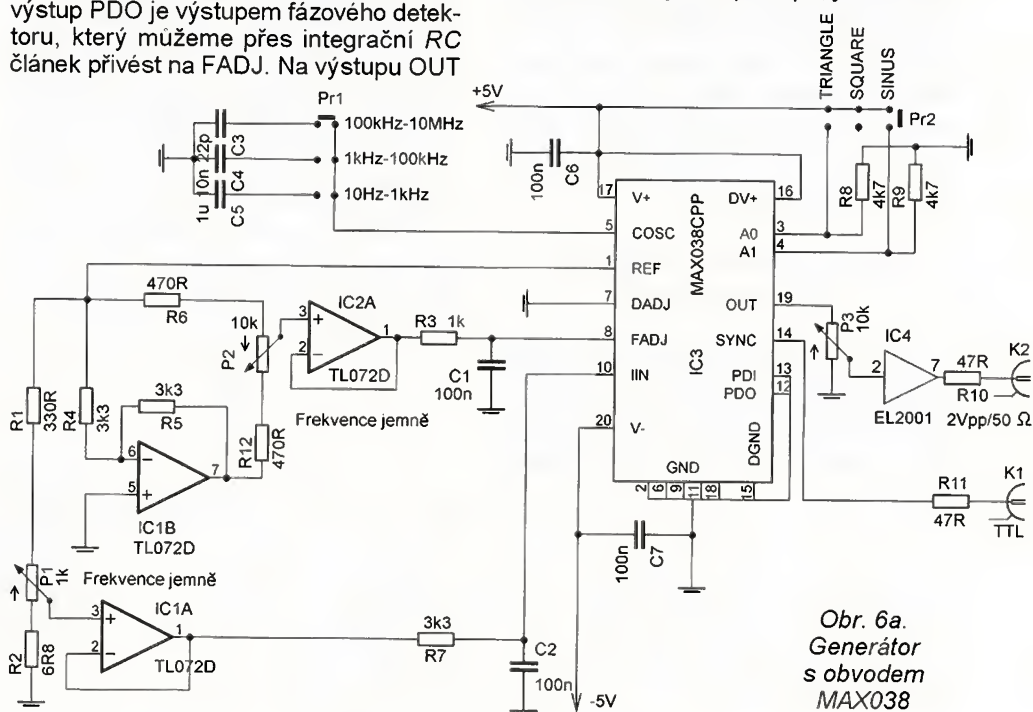 výstup PDO je výstupem fázového detek-
toru, který můžeme přes integrační RC
článek přivést na FADJ. Na výstupu OUT
TRIANGLE
SQUARE
SINUS
+5V
Pr1
Pr2
100kHz-10MHz
22p
C3
1kHz-100kHz
10n
C4
10Hz-1kHz
1u
C5
100n
C6
R8
4k7
R9
4k7
17
V+
DV+
16
5
COSC
MAX038CPP
A0
3
A1
4
1
REF
7
DADJ
OUT
19
8
FADJ
SYNC
14
10
IIN
IC3
PDI
13
PDO
12
20
V-
DGND
GND
2
6
9
11
18
15
470R
R6
10k
P2
IC2A
3
+
2
-
1
TL072D
R3
1k
C1
100n
Frekvence jemně
R1
330R
R4
3k3
3k3
R5
R12
470R
6
-
5
+
7
IC1B
TL072D
P3
10k
IC4
2
7
EL2001
47R
R10
K2
2Vpp/50 Ω
R11
47R
K1
TTL
P1
1k
Frekvence jemně
IC1A
3
+
2
-
1
TL072D
R2
6R8
3k3
R7
C2
100n
100n
C7
-5V
Obr. 6a.
Generátor
s obvodem
MAX038